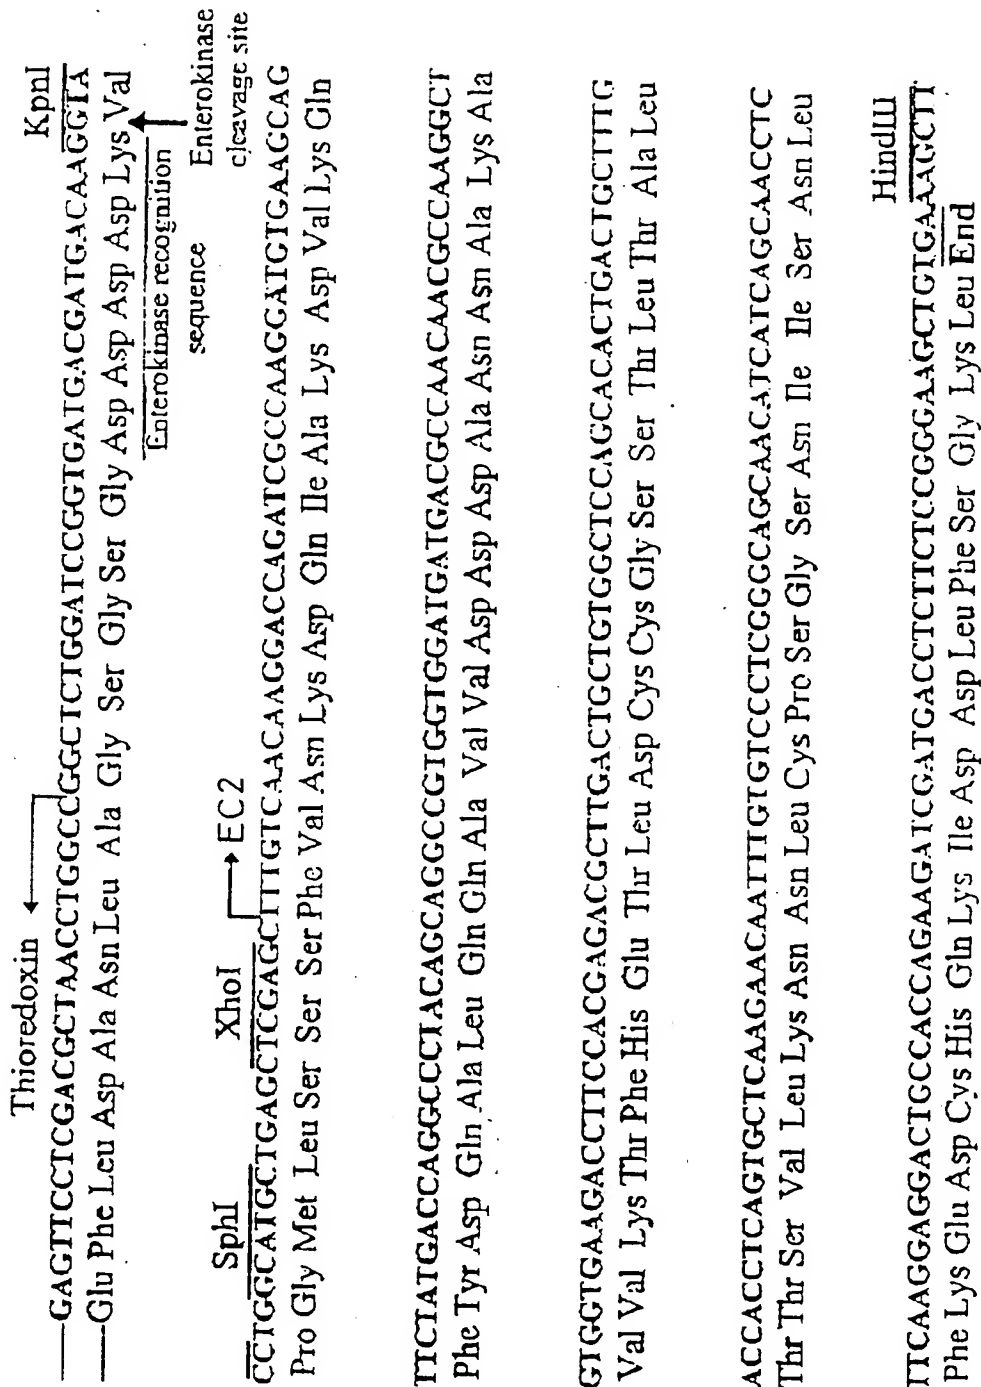 Thioredoxin
KpnI
GAGTTCCTCGACGCTAACCTGGCCGGCTCTGGATCCGGTGATGACGATGACAAGGTA
Glu Phe Leu Asp Ala Asn Leu Ala Gly Ser Gly Ser Gly Asp Asp Asp Asp Lys Val
Enterokinase recognition
sequence
Enterokinase
cleavage site
SphI XhoI EC2
CCTGGCATGCTGAGCTCGAGCTTTGTCAACAAGGACCAGATCGCCAAGGATGTGAAGCAG
Pro Gly Met Leu Ser Ser Ser Phe Val Asn Lys Asp Gln Ile Ala Lys Asp Val Lys Gln
TTCTATGACCAGGCCCTACAGCAGGCCGTGGTGGATGATGACGCCAACAACGCCAAGGCT
Phe Tyr Asp Gln Ala Leu Gln Gln Ala Val Val Asp Asp Asp Ala Asn Asn Ala Lys Ala
GTGGTGAAGACCTTCCACGAGACGCTTGACTGCTGTGGCTCCAGCACACTGACTGCTTTG
Val Val Lys Thr Phe His Glu Thr Leu Asp Cys Cys Gly Ser Ser Thr Leu Thr Ala Leu
ACCACCTCAGTGCTCAAGAACAATTTGTGTCCCTCGGGCAGCAACATCATCAGCAACCTC
Thr Thr Ser Val Leu Lys Asn Asn Leu Cys Pro Ser Gly Ser Asn Ile Ile Ser Asn Leu
HindIII
TTCAAGGAGGACTGCCACCAGAAGATCGATGACCTCTTCTCCGGGAAGCTGTGAAAGCTT
Phe Lys Glu Asp Cys His Gln Lys Ile Asp Asp Leu Phe Ser Gly Lys Leu End